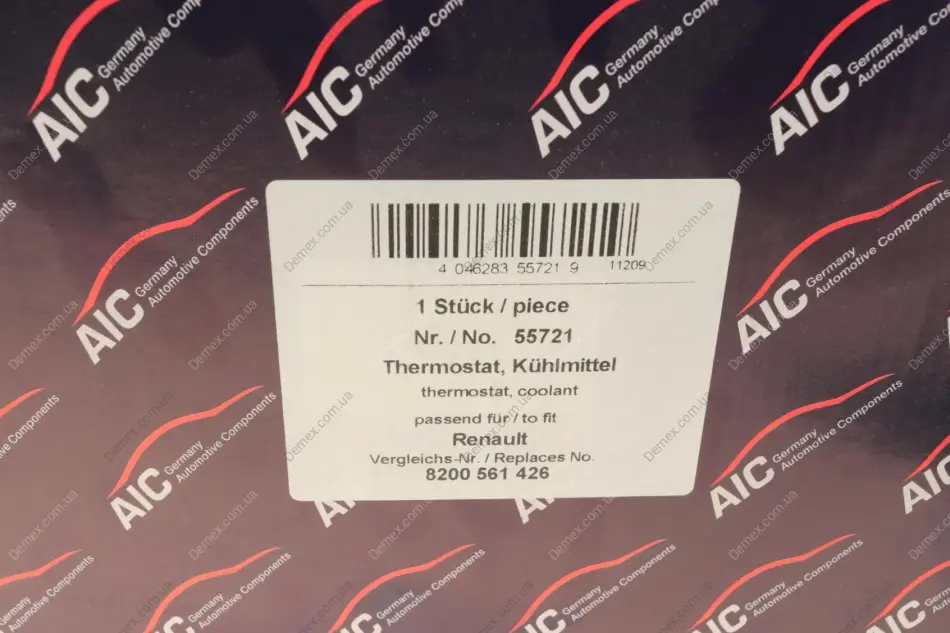 AIC Germany Automotive Components
4 046283 55721 9 11209
1 Stück / piece
Nr. / No. 55721
Thermostat, Kühlmittel
thermostat, coolant
passend für / to fit
Renault
Vergleichs-Nr. / Replaces No.
8200 561 426
Demex.com.ua